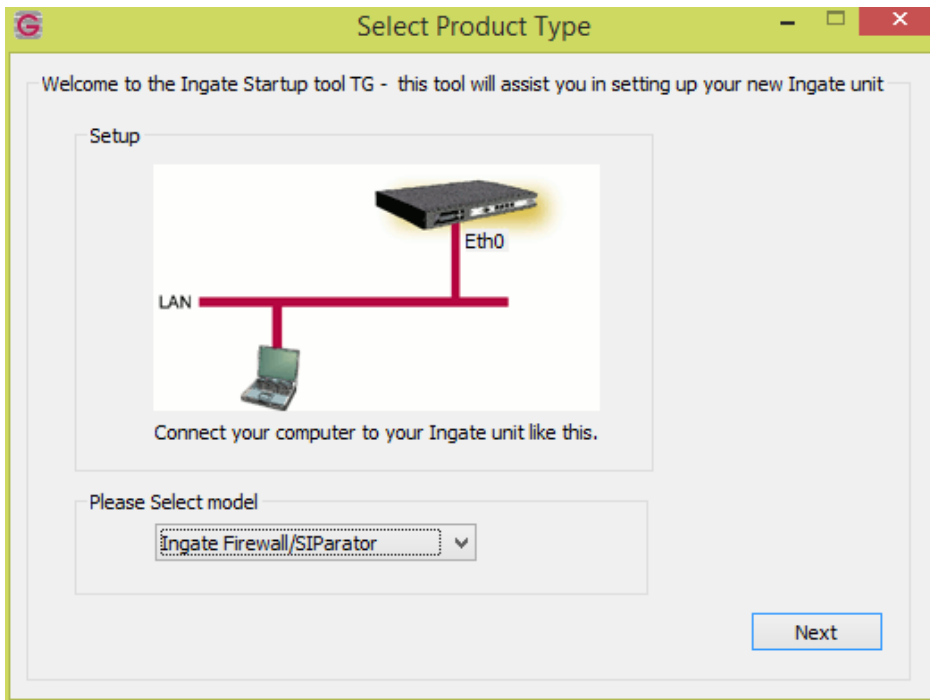 Select Product Type
Welcome to the Ingate Startup tool TG - this tool will assist you in setting up your new Ingate unit
Setup
Eth0
LAN
Connect your computer to your Ingate unit like this.
Please Select model
Ingate Firewall/SIParator
Next